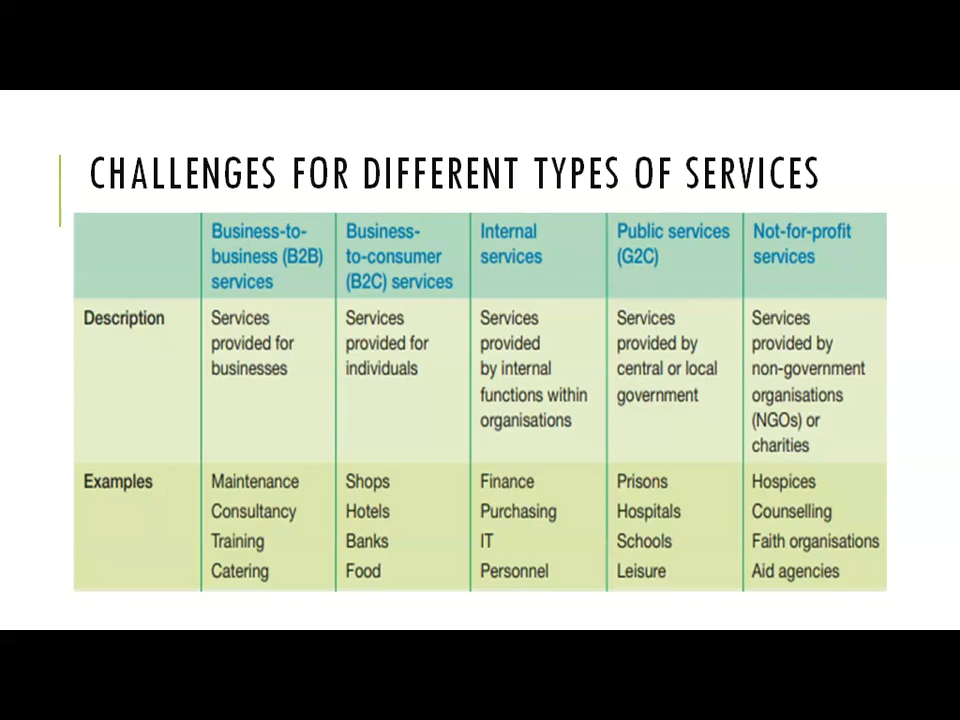 CHALLENGES FOR DIFFERENT TYPES OF SERVICES
Business-to-
business (B2B)
services
Business-
to-consumer
(B2C) services
Internal
services
Public services
(G2C)
Not-for-profit
services
Description
Services
provided for
businesses
Services
provided for
individuals
Services
provided
by internal
functions within
organisations
Services
provided by
central or local
government
Services
provided by
non-government
organisations
(NGOs) or
charities
Examples
Maintenance
Consultancy
Training
Catering
Shops
Hotels
Banks
Food
Finance
Purchasing
IT
Personnel
Prisons
Hospitals
Schools
Leisure
Hospices
Counselling
Faith organisations
Aid agencies